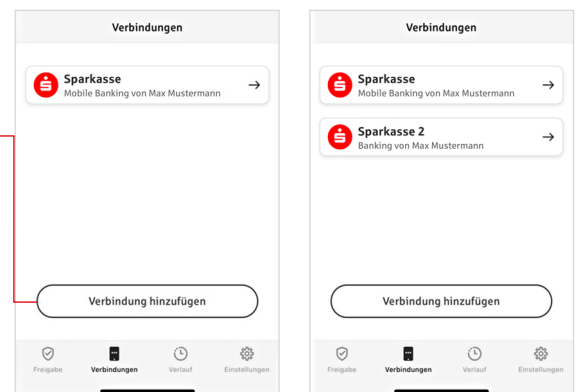 Verbindungen
Sparkasse
Mobile Banking von Max Mustermann
Verbindung hinzufügen
Freigabe
Verbindungen
Verlauf
Einstellungen
Verbindungen
Sparkasse
Mobile Banking von Max Mustermann
Sparkasse 2
Banking von Max Mustermann
Verbindung hinzufügen
Freigabe
Verbindungen
Verlauf
Einstellungen